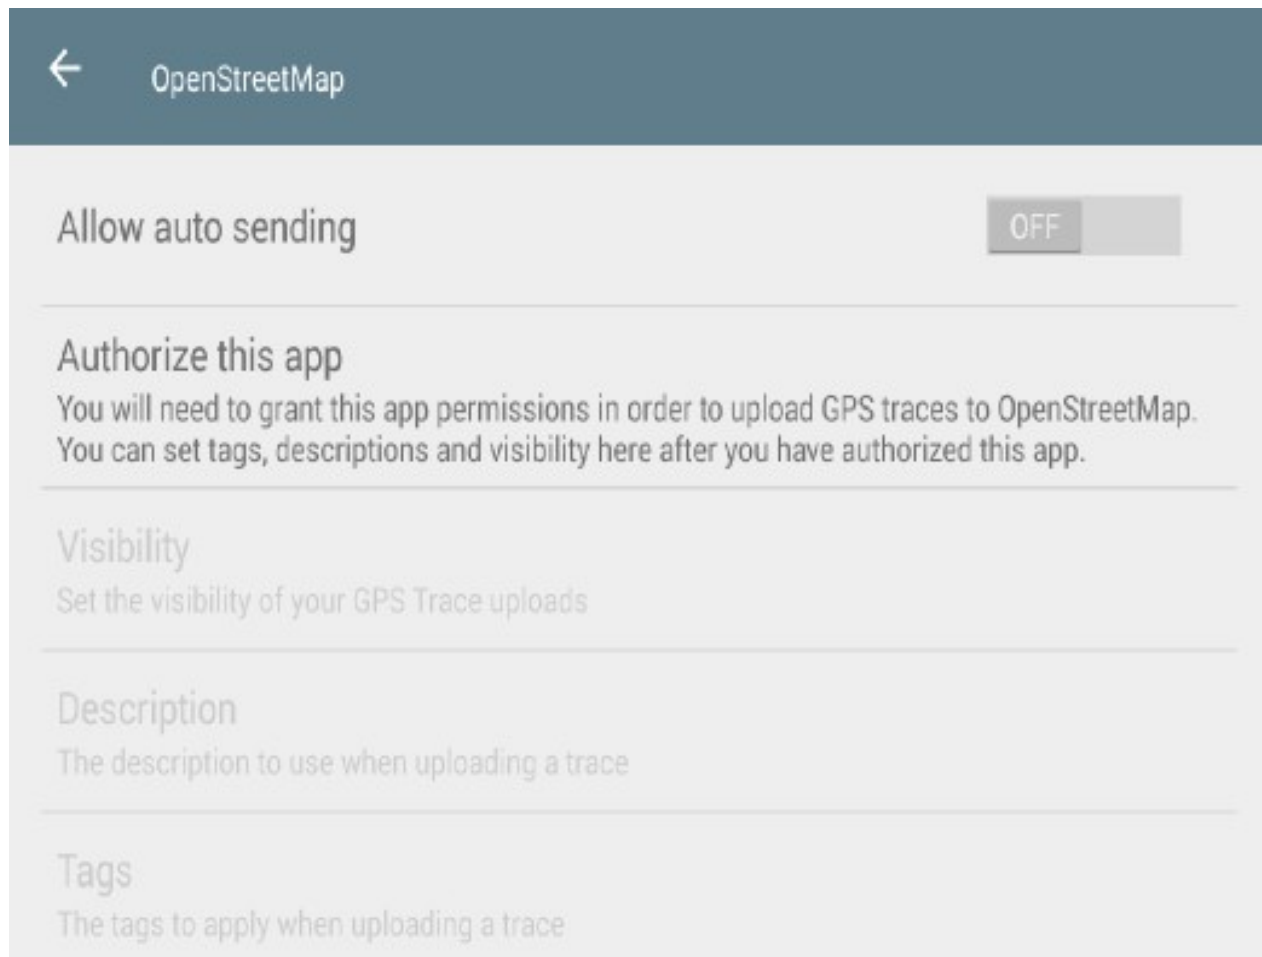 OpenStreetMap
Allow auto sending
OFF
Authorize this app
You will need to grant this app permissions in order to upload GPS traces to OpenStreetMap.
You can set tags, descriptions and visibility here after you have authorized this app.
Visibility
Set the visibility of your GPS Trace uploads
Description
The description to use when uploading a trace
Tags
The tags to apply when uploading a trace